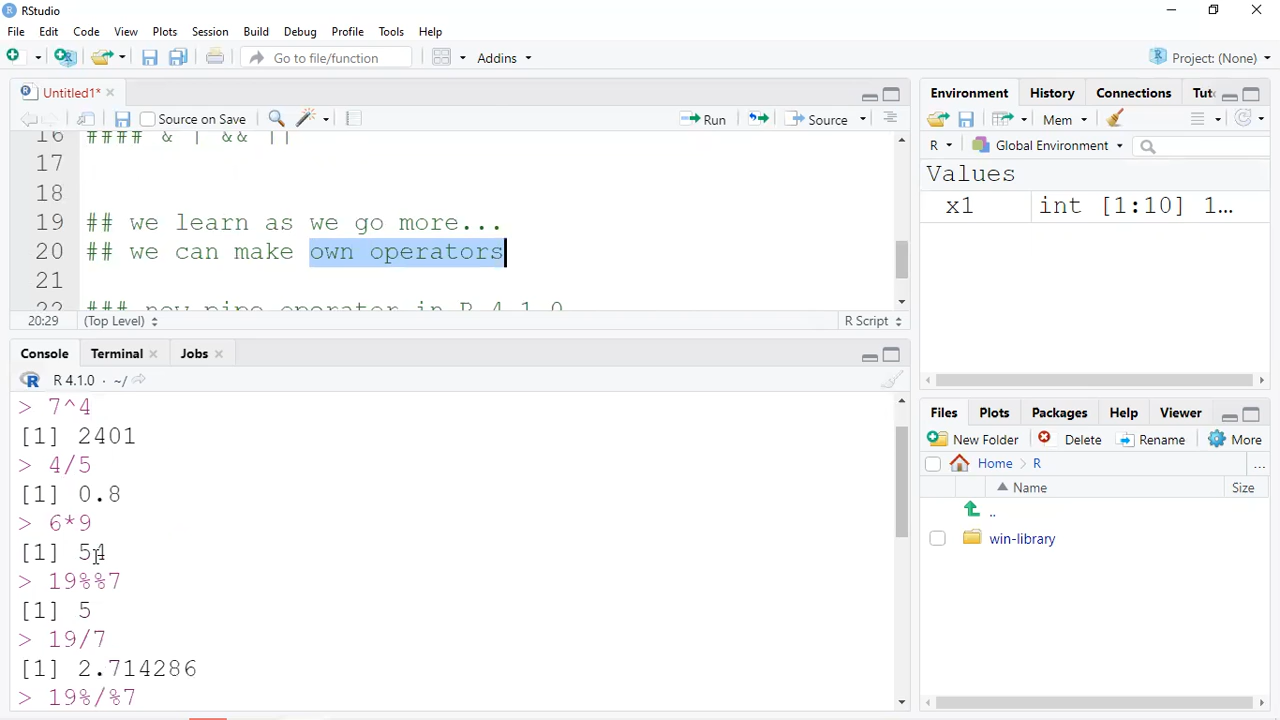 RStudio
File Edit Code View Plots Session Build Debug Profile Tools Help
Go to file/function Addins Project: (None)
Untitled1*
Source on Save Run Source
16 #### & | && ||
17
18
19 ## we learn as we go more...
20 ## we can make own operators
21
22 ### new pipe operator in R 4.1.0
20:29 (Top Level) R Script
Console Terminal Jobs
R 4.1.0 · ~/
> 7^4
[1] 2401
> 4/5
[1] 0.8
> 6*9
[1] 54
> 19%%7
[1] 5
> 19/7
[1] 2.714286
> 19%/%7
Environment History Connections Tuto
Mem
R Global Environment
Values
x1 int [1:10] 1…
Files Plots Packages Help Viewer
New Folder Delete Rename More
Home R ...
Name Size
..
win-library